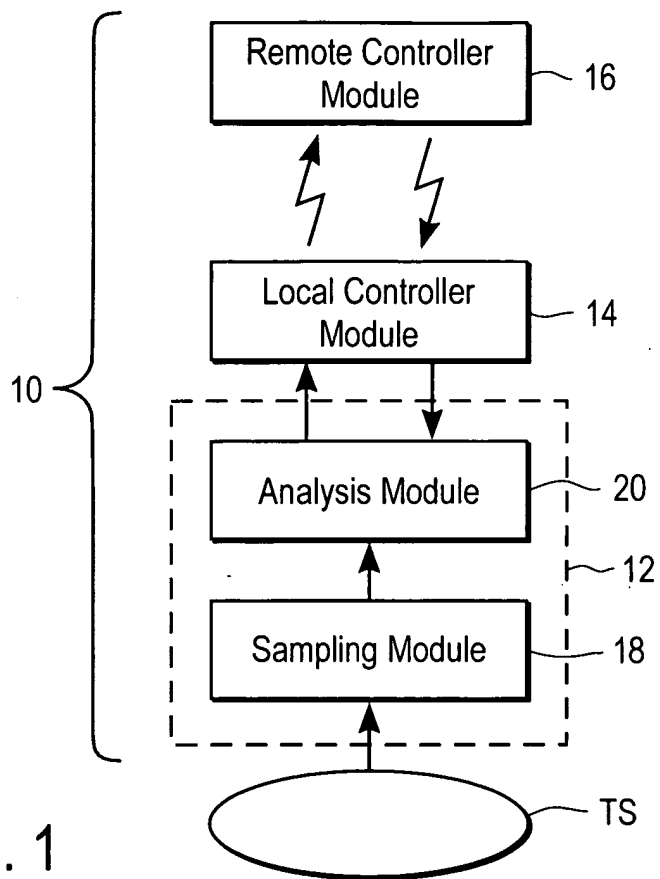 Remote Controller
Module
16
Local Controller
Module
14
10
Analysis Module
20
12
Sampling Module
18
TS
. 1